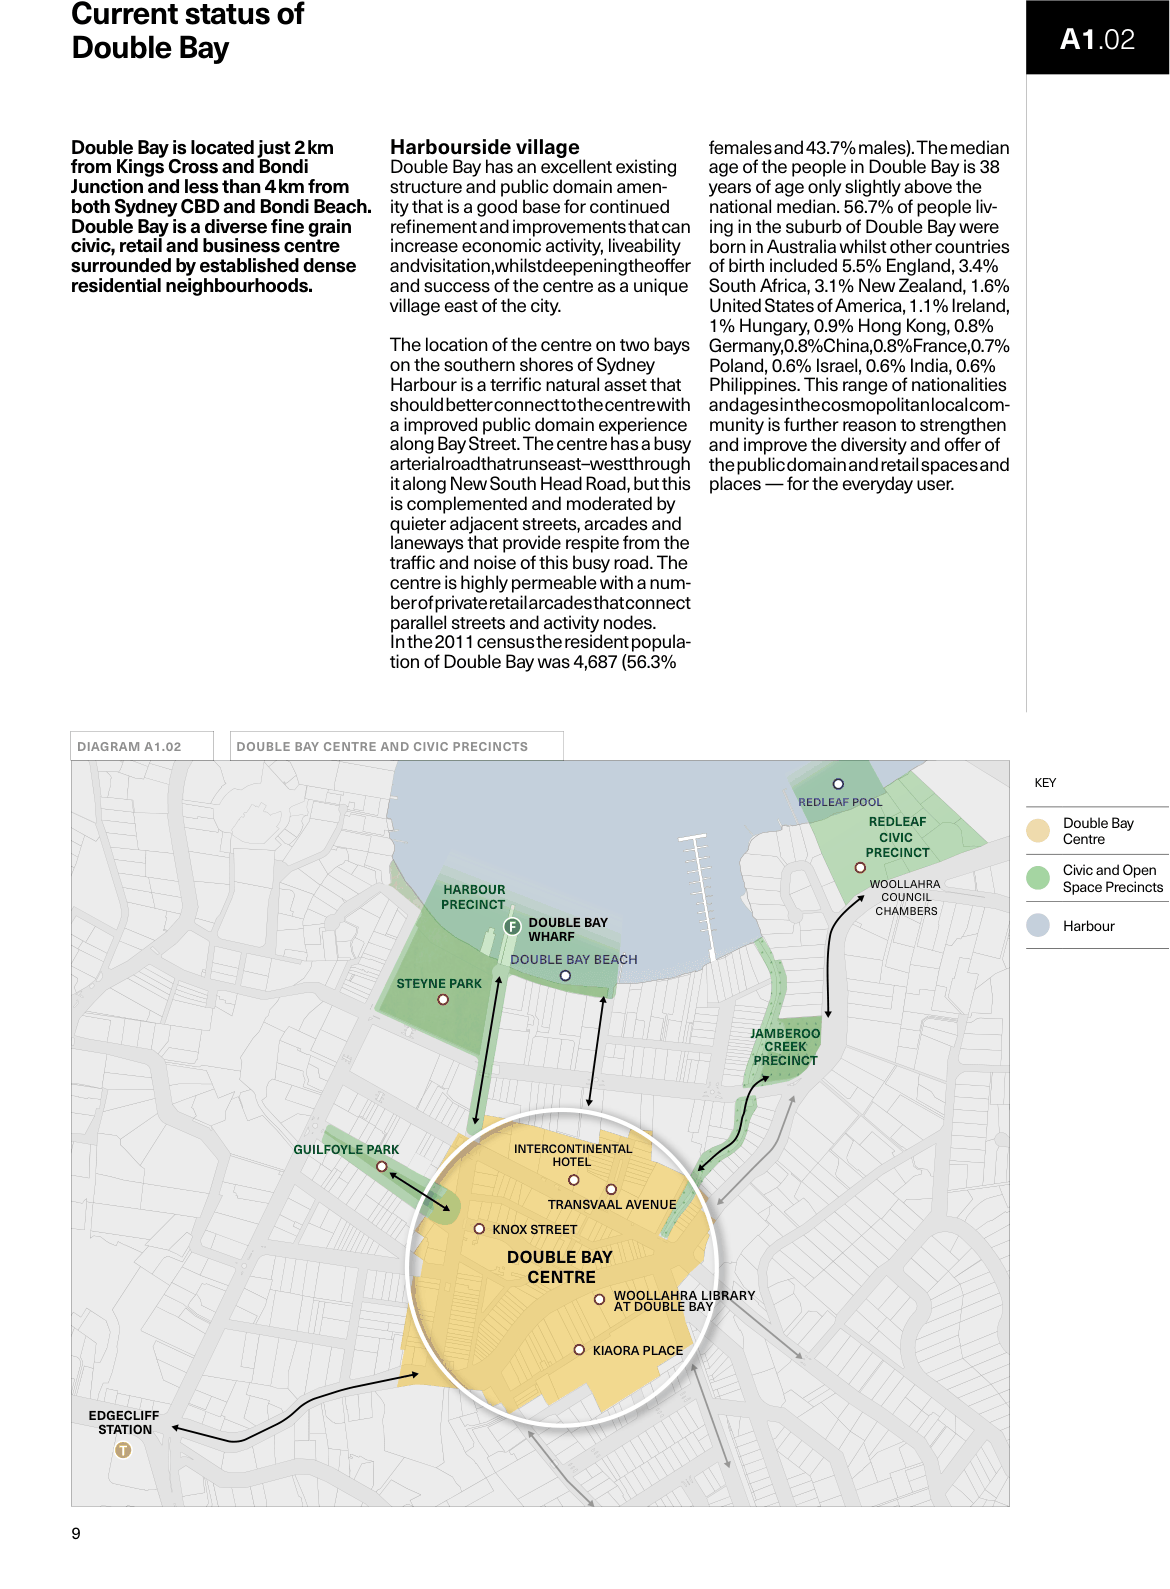 Current status of
Double Bay
A1.02
Double Bay is located just 2 km
from Kings Cross and Bondi
Junction and less than 4 km from
both Sydney CBD and Bondi Beach.
Double Bay is a diverse fine grain
civic, retail and business centre
surrounded by established dense
residential neighbourhoods.
Harbourside village
Double Bay has an excellent existing
structure and public domain amen-
ity that is a good base for continued
refinement and improvements that can
increase economic activity, liveability
and visitation, whilst deepening the offer
and success of the centre as a unique
village east of the city.
The location of the centre on two bays
on the southern shores of Sydney
Harbour is a terrific natural asset that
should better connect to the centre with
a improved public domain experience
along Bay Street. The centre has a busy
arterial road that runs east–west through
it along New South Head Road, but this
is complemented and moderated by
quieter adjacent streets, arcades and
laneways that provide respite from the
traffic and noise of this busy road. The
centre is highly permeable with a num-
ber of private retail arcades that connect
parallel streets and activity nodes.
In the 2011 census the resident popula-
tion of Double Bay was 4,687 (56.3%
females and 43.7% males). The median
age of the people in Double Bay is 38
years of age only slightly above the
national median. 56.7% of people liv-
ing in the suburb of Double Bay were
born in Australia whilst other countries
of birth included 5.5% England, 3.4%
South Africa, 3.1% New Zealand, 1.6%
United States of America, 1.1% Ireland,
1% Hungary, 0.9% Hong Kong, 0.8%
Germany, 0.8% China, 0.8% France, 0.7%
Poland, 0.6% Israel, 0.6% India, 0.6%
Philippines. This range of nationalities
and ages in the cosmopolitan local com-
munity is further reason to strengthen
and improve the diversity and offer of
the public domain and retail spaces and
places — for the everyday user.
DIAGRAM A1.02
DOUBLE BAY CENTRE AND CIVIC PRECINCTS
KEY
Double Bay
Centre
Civic and Open
Space Precincts
Harbour
REDLEAF POOL
REDLEAF
CIVIC
PRECINCT
WOOLLAHRA
COUNCIL
CHAMBERS
HARBOUR
PRECINCT
F
DOUBLE BAY
WHARF
DOUBLE BAY BEACH
STEYNE PARK
JAMBEROO
CREEK
PRECINCT
GUILFOYLE PARK
INTERCONTINENTAL
HOTEL
TRANSVAAL AVENUE
KNOX STREET
DOUBLE BAY
CENTRE
WOOLLAHRA LIBRARY
AT DOUBLE BAY
KIAORA PLACE
EDGECLIFF
STATION
T
9